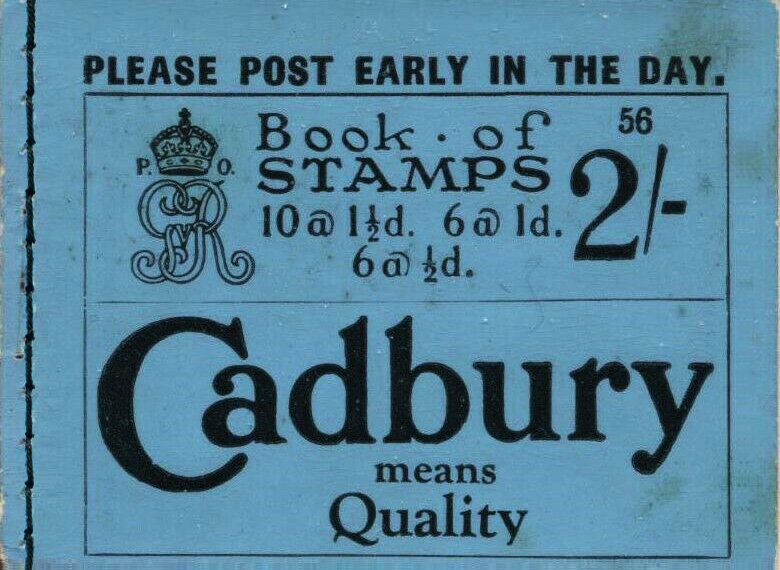 PLEASE POST EARLY IN THE DAY.
P. O.
GvR
Book · of
56
STAMPS
2/-
10 @ 1½d. 6 @ 1d.
6 @ ½d.
Cadbury
means
Quality